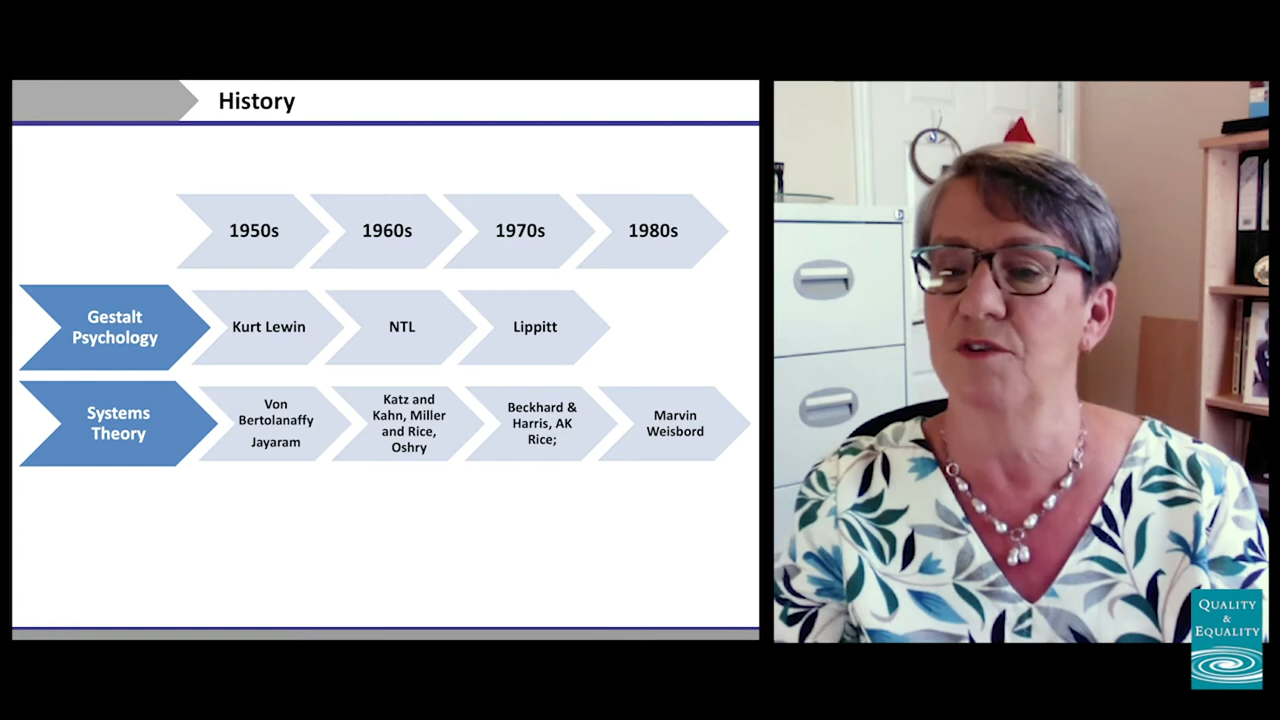 History
1950s
1960s
1970s
1980s
Gestalt
Psychology
Kurt Lewin
NTL
Lippitt
Systems
Theory
Von
Bertolanaffy
Jayaram
Katz and
Kahn, Miller
and Rice,
Oshry
Beckhard &
Harris, AK
Rice;
Marvin
Weisbord
QUALITY
&
EQUALITY